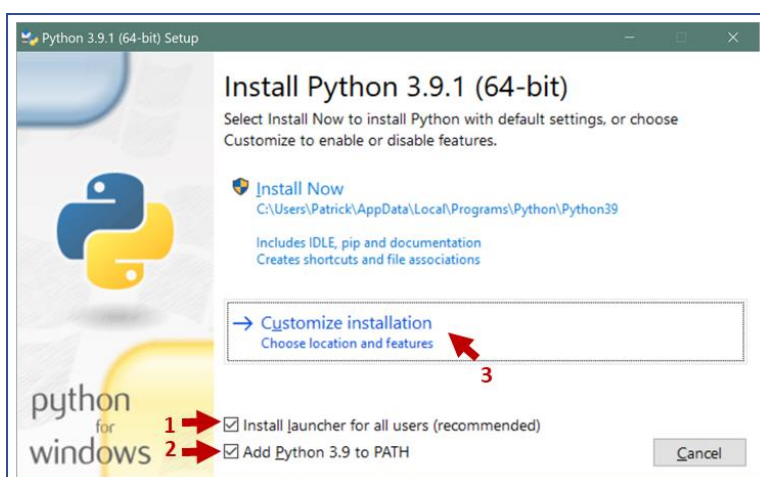 Python 3.9.1 (64-bit) Setup
Install Python 3.9.1 (64-bit)
Select Install Now to install Python with default settings, or choose
Customize to enable or disable features.
Install Now
C:\Users\Patrick\AppData\Local\Programs\Python\Python39
Includes IDLE, pip and documentation
Creates shortcuts and file associations
Customize installation
Choose location and features
3
python
for
windows
1
Install launcher for all users (recommended)
2
Add Python 3.9 to PATH
Cancel